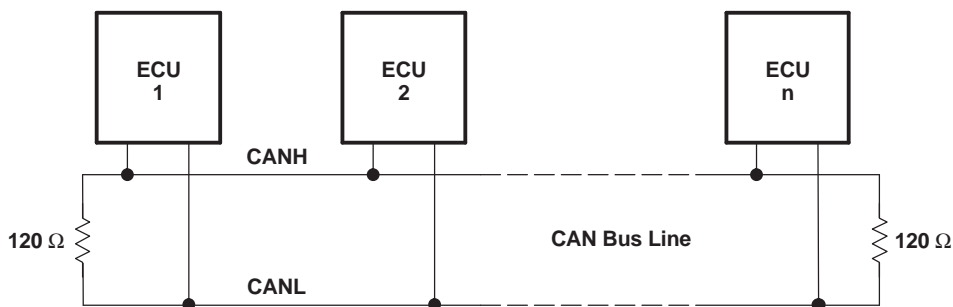 ECU
1
ECU
2
ECU
n
CANH
120 Ω
CAN Bus Line
120 Ω
CANL